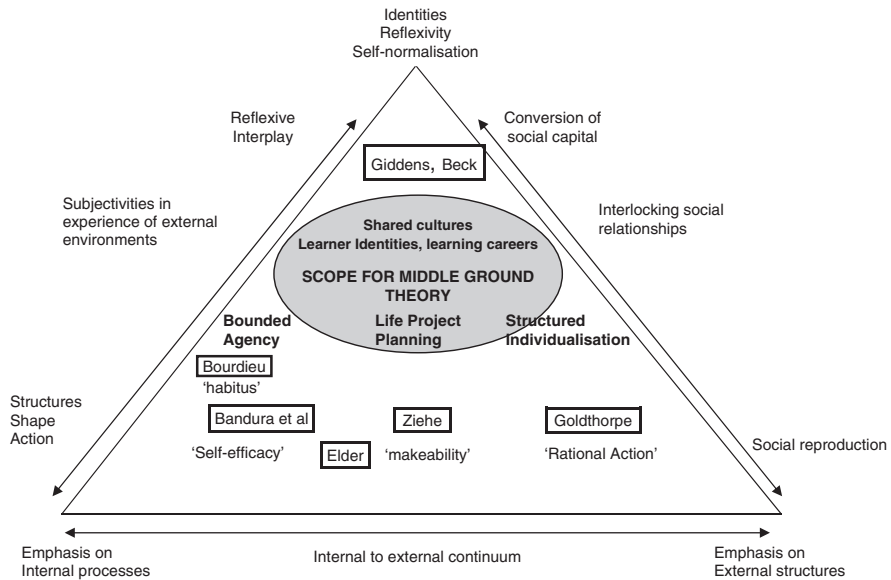 Identities
Reflexivity
Self-normalisation
Reflexive
Interplay
Conversion of
social capital
Giddens, Beck
Subjectivities in
experience of external
environments
Interlocking social
relationships
Shared cultures
Learner Identities, learning careers
SCOPE FOR MIDDLE GROUND
THEORY
Bounded
Agency
Life Project
Planning
Structured
Individualisation
Bourdieu
‘habitus’
Structures
Shape
Action
Bandura et al
‘Self-efficacy’
Elder
Ziehe
‘makeability’
Goldthorpe
‘Rational Action’
Social reproduction
Emphasis on
Internal processes
Internal to external continuum
Emphasis on
External structures